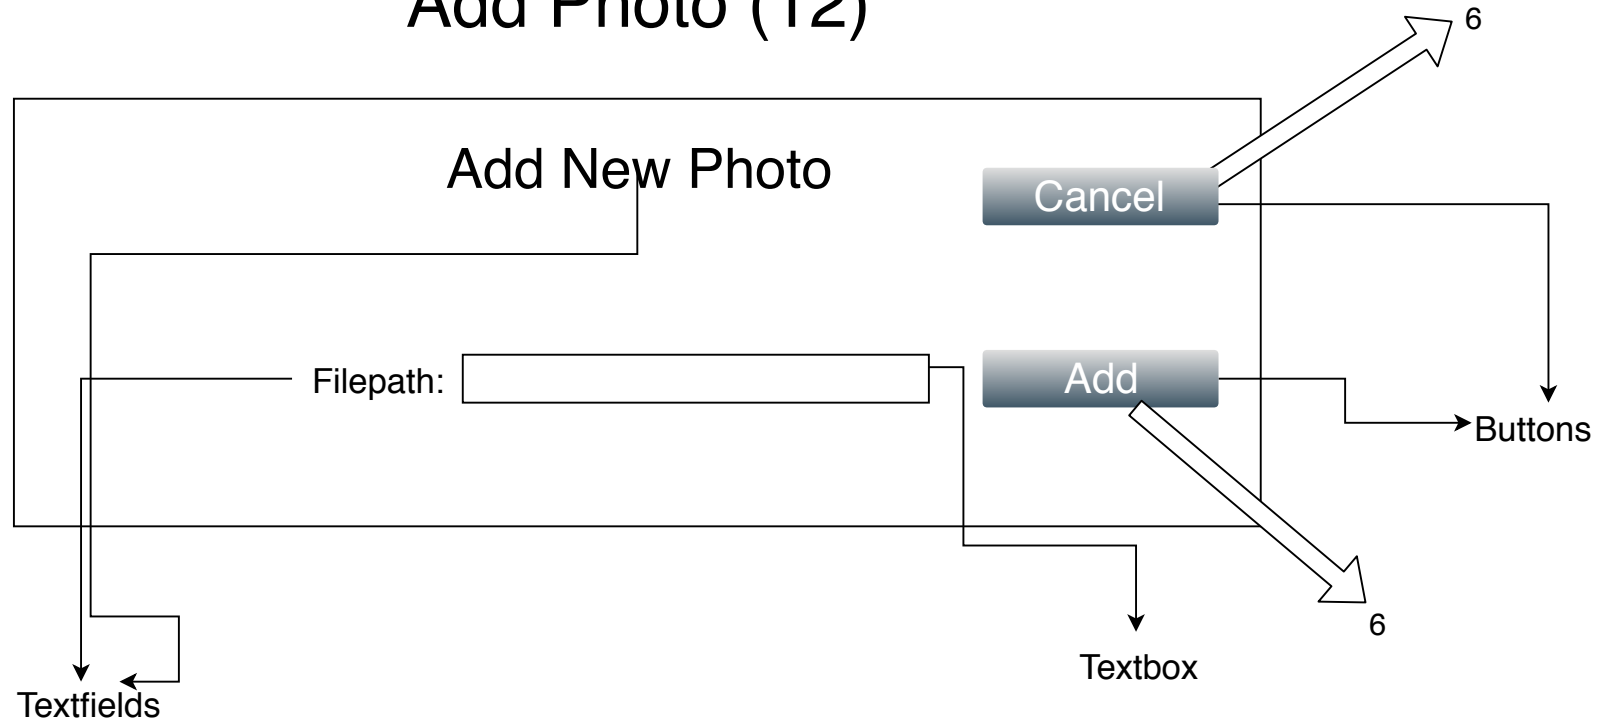 Add Photo (12)
6
Add New Photo
Cancel
Filepath:
Add
Buttons
6
Textbox
Textfields